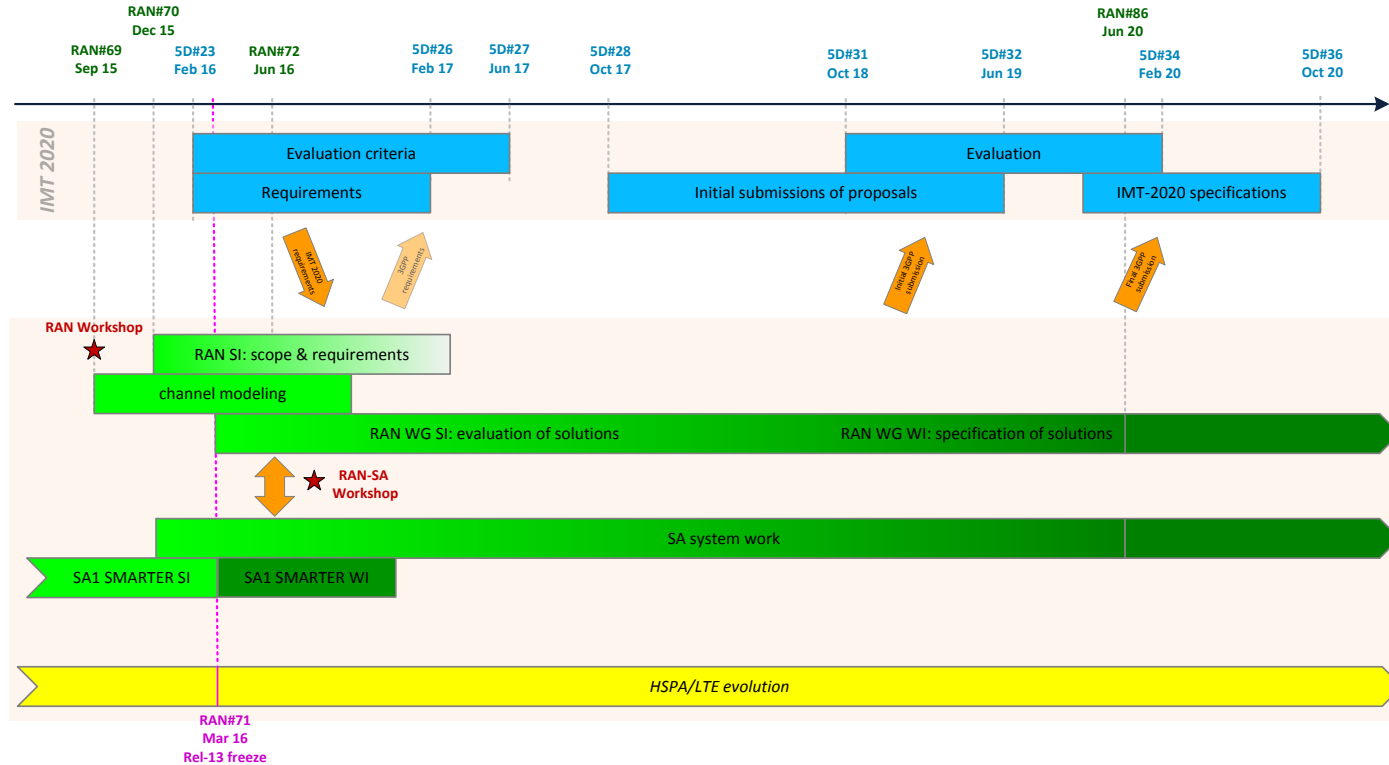 RAN#70
Dec 15
RAN#86
Jun 20
RAN#69
Sep 15
5D#23
Feb 16
RAN#72
Jun 16
5D#26
Feb 17
5D#27
Jun 17
5D#28
Oct 17
5D#31
Oct 18
5D#32
Jun 19
5D#34
Feb 20
5D#36
Oct 20
IMT 2020
Evaluation criteria
Evaluation
Requirements
Initial submissions of proposals
IMT-2020 specifications
IMT 2020
requirements
3GPP
requirements
Initial 3GPP
submission
Final 3GPP
submission
RAN Workshop
RAN SI: scope & requirements
channel modeling
RAN WG SI: evaluation of solutions
RAN WG WI: specification of solutions
RAN-SA
Workshop
SA system work
SA1 SMARTER SI
SA1 SMARTER WI
HSPA/LTE evolution
RAN#71
Mar 16
Rel-13 freeze